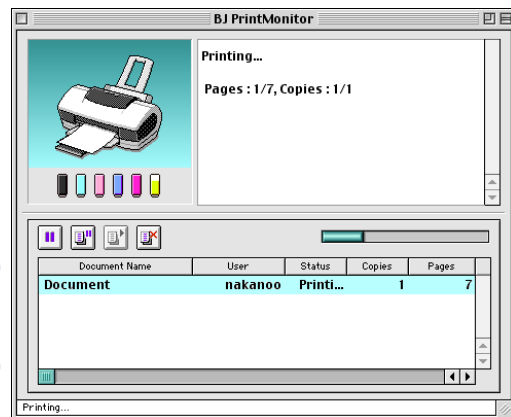 BJ PrintMonitor
Printing...
Pages : 1/7, Copies : 1/1
Document Name User Status Copies Pages
Document nakanoo Printi... 1 7
Printing...